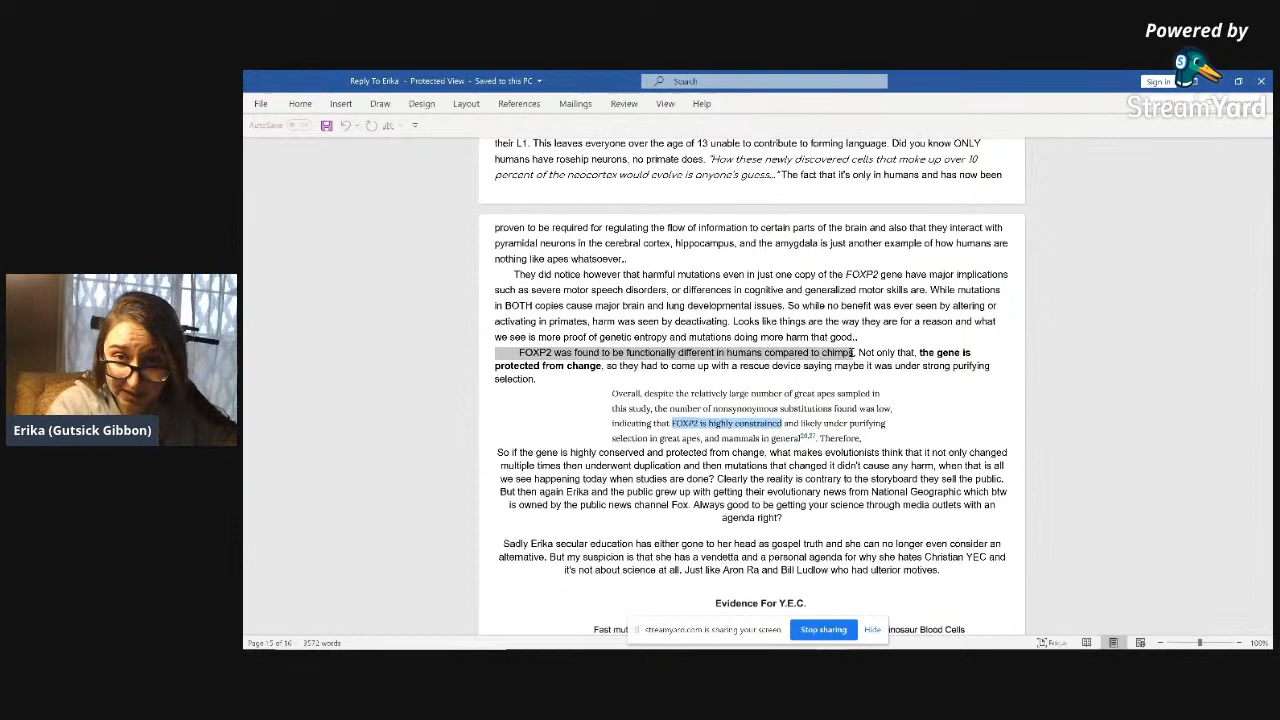 Powered by
StreamYard
Reply To Erika - Protected View - Saved to this PC
Search
Sign in
File Home Insert Draw Design Layout References Mailings Review View Help
AutoSave
their L1. This leaves everyone over the age of 13 unable to contribute to forming language. Did you know ONLY
humans have rosehip neurons, no primate does. "How these newly discovered cells that make up over 10
percent of the neocortex would evolve is anyone's guess..." The fact that it's only in humans and has now been
proven to be required for regulating the flow of information to certain parts of the brain and also that they interact with
pyramidal neurons in the cerebral cortex, hippocampus, and the amygdala is just another example of how humans are
nothing like apes whatsoever..
They did notice however that harmful mutations even in just one copy of the FOXP2 gene have major implications
such as severe motor speech disorders, or differences in cognitive and generalized motor skills are. While mutations
in BOTH copies cause major brain and lung developmental issues. So while no benefit was ever seen by altering or
activating in primates, harm was seen by deactivating. Looks like things are the way they are for a reason and what
we see is more proof of genetic entropy and mutations doing more harm that good..
FOXP2 was found to be functionally different in humans compared to chimps. Not only that, the gene is
protected from change, so they had to come up with a rescue device saying maybe it was under strong purifying
selection.
Overall, despite the relatively large number of great apes sampled in
this study, the number of nonsynonymous substitutions found was low,
indicating that FOXP2 is highly constrained and likely under purifying
selection in great apes, and mammals in general26,27. Therefore,
So if the gene is highly conserved and protected from change, what makes evolutionists think that it not only changed
multiple times then underwent duplication and then mutations that changed it didn't cause any harm, when that is all
we see happening today when studies are done? Clearly the reality is contrary to the storyboard they sell the public.
But then again Erika and the public grew up with getting their evolutionary news from National Geographic which btw
is owned by the public news channel Fox. Always good to be getting your science through media outlets with an
agenda right?
Sadly Erika secular education has either gone to her head as gospel truth and she can no longer even consider an
alternative. But my suspicion is that she has a vendetta and a personal agenda for why she hates Christian YEC and
it's not about science at all. Just like Aron Ra and Bill Ludlow who had ulterior motives.
Evidence For Y.E.C.
Fast mut
streamyard.com is sharing your screen.
Stop sharing
Hide
inosaur Blood Cells
Erika (Gutsick Gibbon)
Page 15 of 16 3572 words
Focus
100%